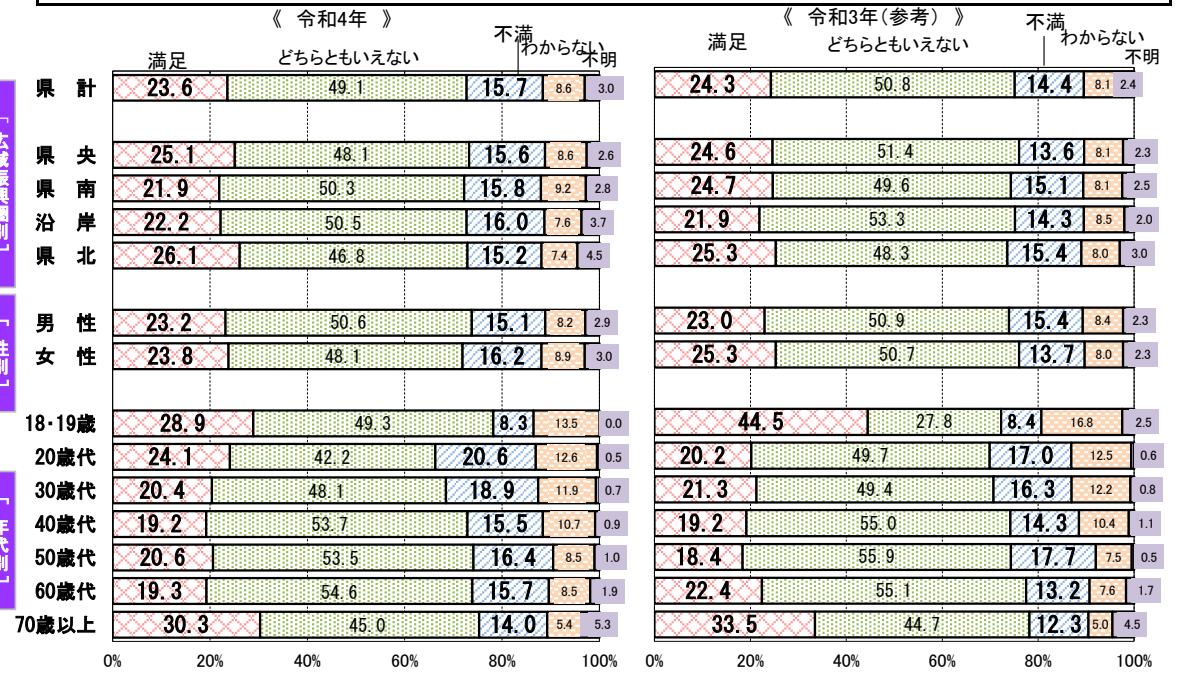 《 令和4年 》
《 令和3年(参考) 》
満足 どちらともいえない 不満 わからない 不明
満足 どちらともいえない 不満 わからない 不明
県 計 23.6 49.1 15.7 8.6 3.0 24.3 50.8 14.4 8.1 2.4
「広域振興圏別」
県 央 25.1 48.1 15.6 8.6 2.6 24.6 51.4 13.6 8.1 2.3
県 南 21.9 50.3 15.8 9.2 2.8 24.7 49.6 15.1 8.1 2.5
沿 岸 22.2 50.5 16.0 7.6 3.7 21.9 53.3 14.3 8.5 2.0
県 北 26.1 46.8 15.2 7.4 4.5 25.3 48.3 15.4 8.0 3.0
「性別」
男 性 23.2 50.6 15.1 8.2 2.9 23.0 50.9 15.4 8.4 2.3
女 性 23.8 48.1 16.2 8.9 3.0 25.3 50.7 13.7 8.0 2.3
「年代別」
18・19歳 28.9 49.3 8.3 13.5 0.0 44.5 27.8 8.4 16.8 2.5
20歳代 24.1 42.2 20.6 12.6 0.5 20.2 49.7 17.0 12.5 0.6
30歳代 20.4 48.1 18.9 11.9 0.7 21.3 49.4 16.3 12.2 0.8
40歳代 19.2 53.7 15.5 10.7 0.9 19.2 55.0 14.3 10.4 1.1
50歳代 20.6 53.5 16.4 8.5 1.0 18.4 55.9 17.7 7.5 0.5
60歳代 19.3 54.6 15.7 8.5 1.9 22.4 55.1 13.2 7.6 1.7
70歳以上 30.3 45.0 14.0 5.4 5.3 33.5 44.7 12.3 5.0 4.5
0% 20% 40% 60% 80% 100% 0% 20% 40% 60% 80% 100%